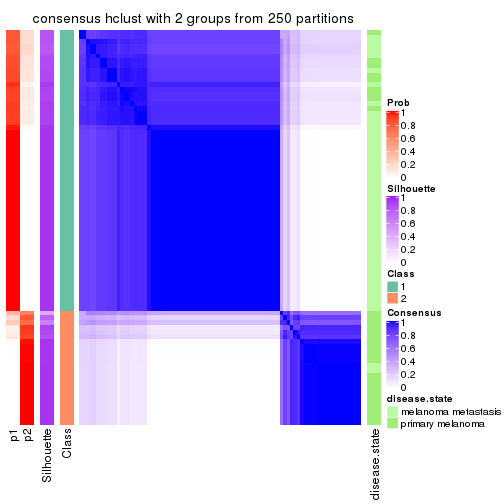 consensus hclust with 2 groups from 250 partitions
Prob
1
0.8
0.6
0.4
0.2
0
Silhouette
1
0.8
0.6
0.4
0.2
0
Class
1
2
Consensus
1
0.8
0.6
0.4
0.2
0
disease.state
melanoma metastasis
primary melanoma
p1
p2
Silhouette
Class
disease.state